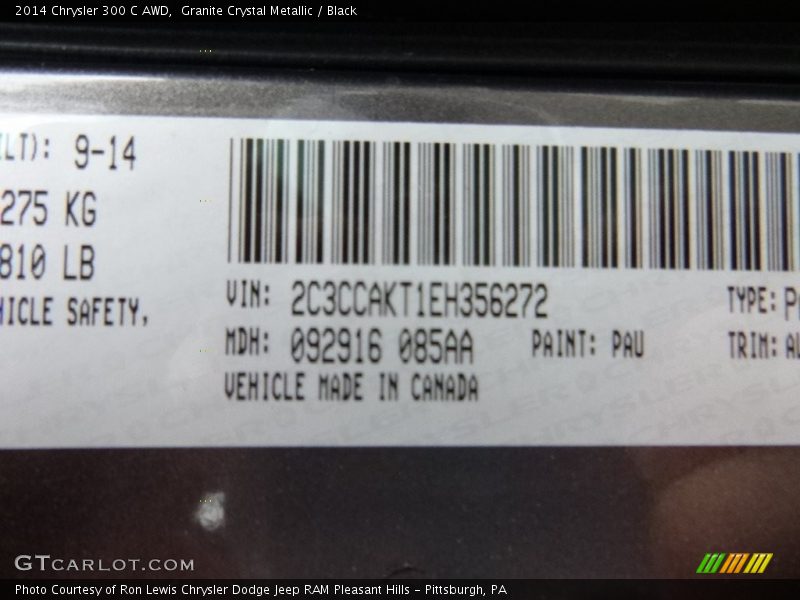 2014 Chrysler 300 C AWD,  Granite Crystal Metallic / Black
LT): 9-14
275 KG
810 LB
HICLE SAFETY,
VIN: 2C3CCAKT1EH356272
TYPE:
MDH: 092916 085AA
PAINT: PAU
TRIM:
VEHICLE MADE IN CANADA
GTCARLOT.COM
Photo Courtesy of Ron Lewis Chrysler Dodge Jeep RAM Pleasant Hills - Pittsburgh, PA